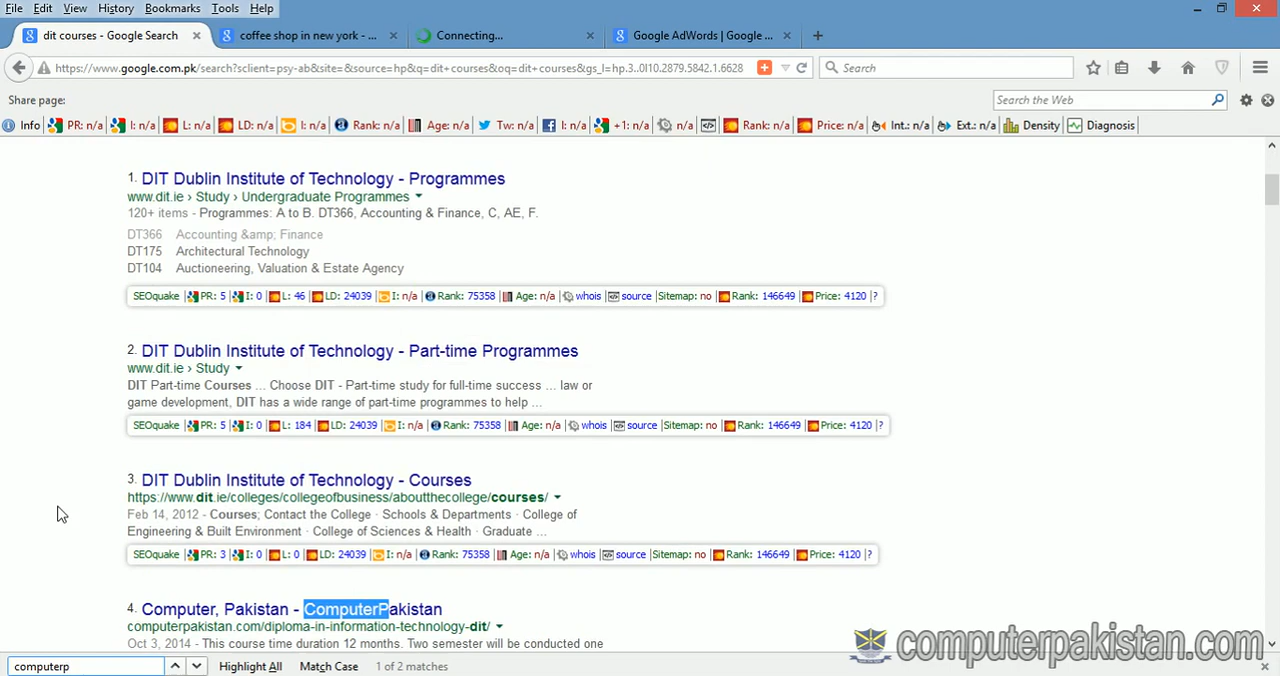 File Edit View History Bookmarks Tools Help
dit courses - Google Search × coffee shop in new york - ... × Connecting... × Google AdWords | Google ... × +
https://www.google.com.pk/search?sclient=psy-ab&site=&source=hp&q=dit+courses&oq=dit+courses&gs_l=hp.3..0l10.2879.5842.1.6628 Search
Share page: Search the Web
Info PR: n/a I: n/a L: n/a LD: n/a I: n/a Rank: n/a Age: n/a Tw: n/a I: n/a +1: n/a n/a Rank: n/a Price: n/a Int.: n/a Ext.: n/a Density Diagnosis
1. DIT Dublin Institute of Technology - Programmes
www.dit.ie › Study › Undergraduate Programmes
120+ items - Programmes: A to B. DT366, Accounting & Finance, C, AE, F.
DT366 Accounting &amp; Finance
DT175 Architectural Technology
DT104 Auctioneering, Valuation & Estate Agency
SEOquake PR: 5 I: 0 L: 46 LD: 24039 I: n/a Rank: 75358 Age: n/a whois source Sitemap: no Rank: 146649 Price: 4120 ?
2. DIT Dublin Institute of Technology - Part-time Programmes
www.dit.ie › Study
DIT Part-time Courses ... Choose DIT - Part-time study for full-time success ... law or
game development, DIT has a wide range of part-time programmes to help ...
SEOquake PR: 5 I: 0 L: 184 LD: 24039 I: n/a Rank: 75358 Age: n/a whois source Sitemap: no Rank: 146649 Price: 4120 ?
3. DIT Dublin Institute of Technology - Courses
https://www.dit.ie/colleges/collegeofbusiness/aboutthecollege/courses/
Feb 14, 2012 - Courses; Contact the College · Schools & Departments · College of
Engineering & Built Environment · College of Sciences & Health · Graduate ...
SEOquake PR: 3 I: 0 L: 0 LD: 24039 I: n/a Rank: 75358 Age: n/a whois source Sitemap: no Rank: 146649 Price: 4120 ?
4. Computer, Pakistan - ComputerPakistan
computerpakistan.com/diploma-in-information-technology-dit/
Oct 3, 2014 - This course time duration 12 months. Two semester will be conducted one
computerpakistan.com
computerp Highlight All Match Case 1 of 2 matches